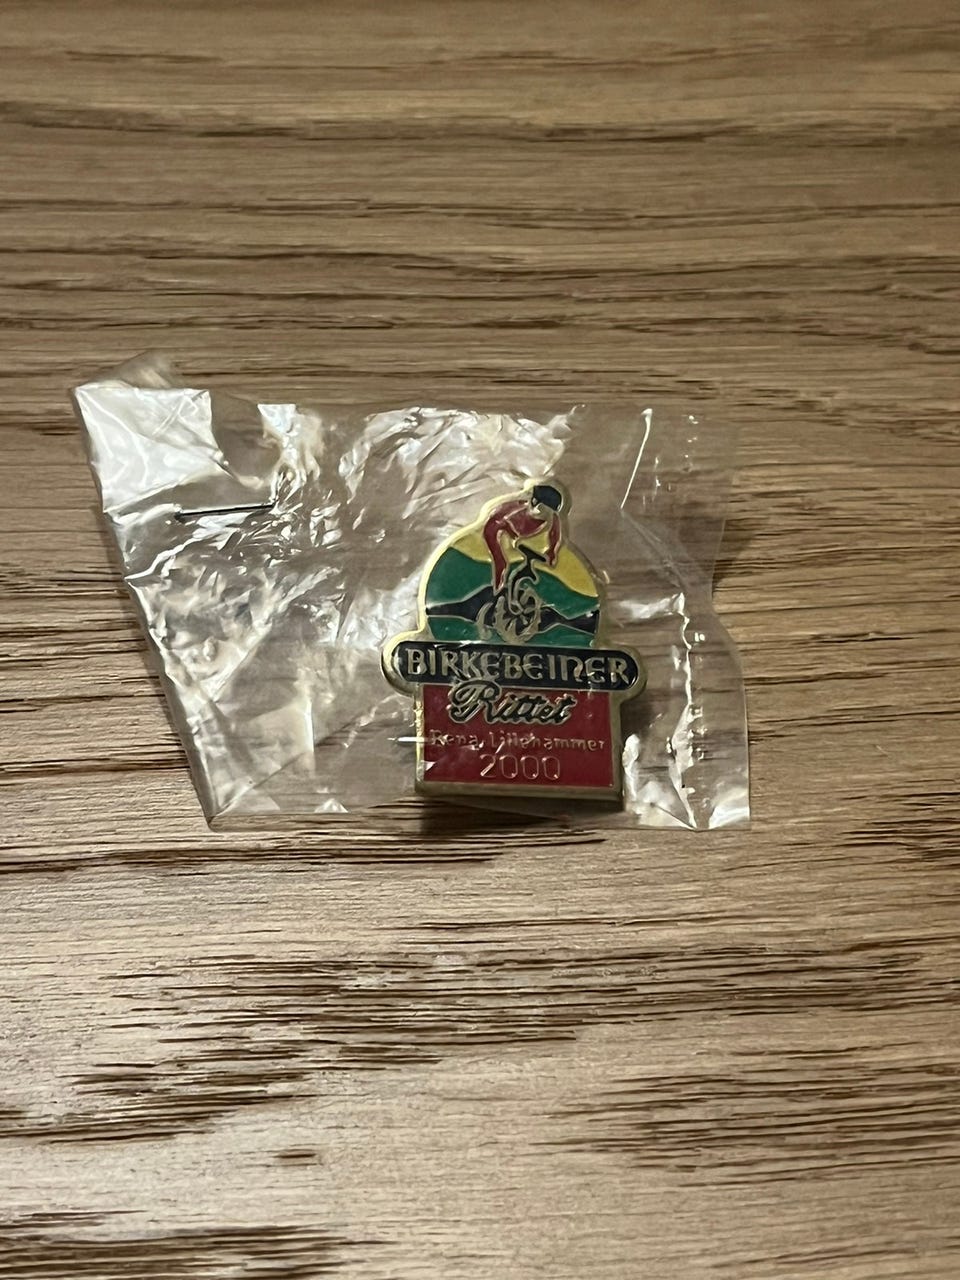 BIRKEBEINER
Rittet
Rena Lillehammer
2000